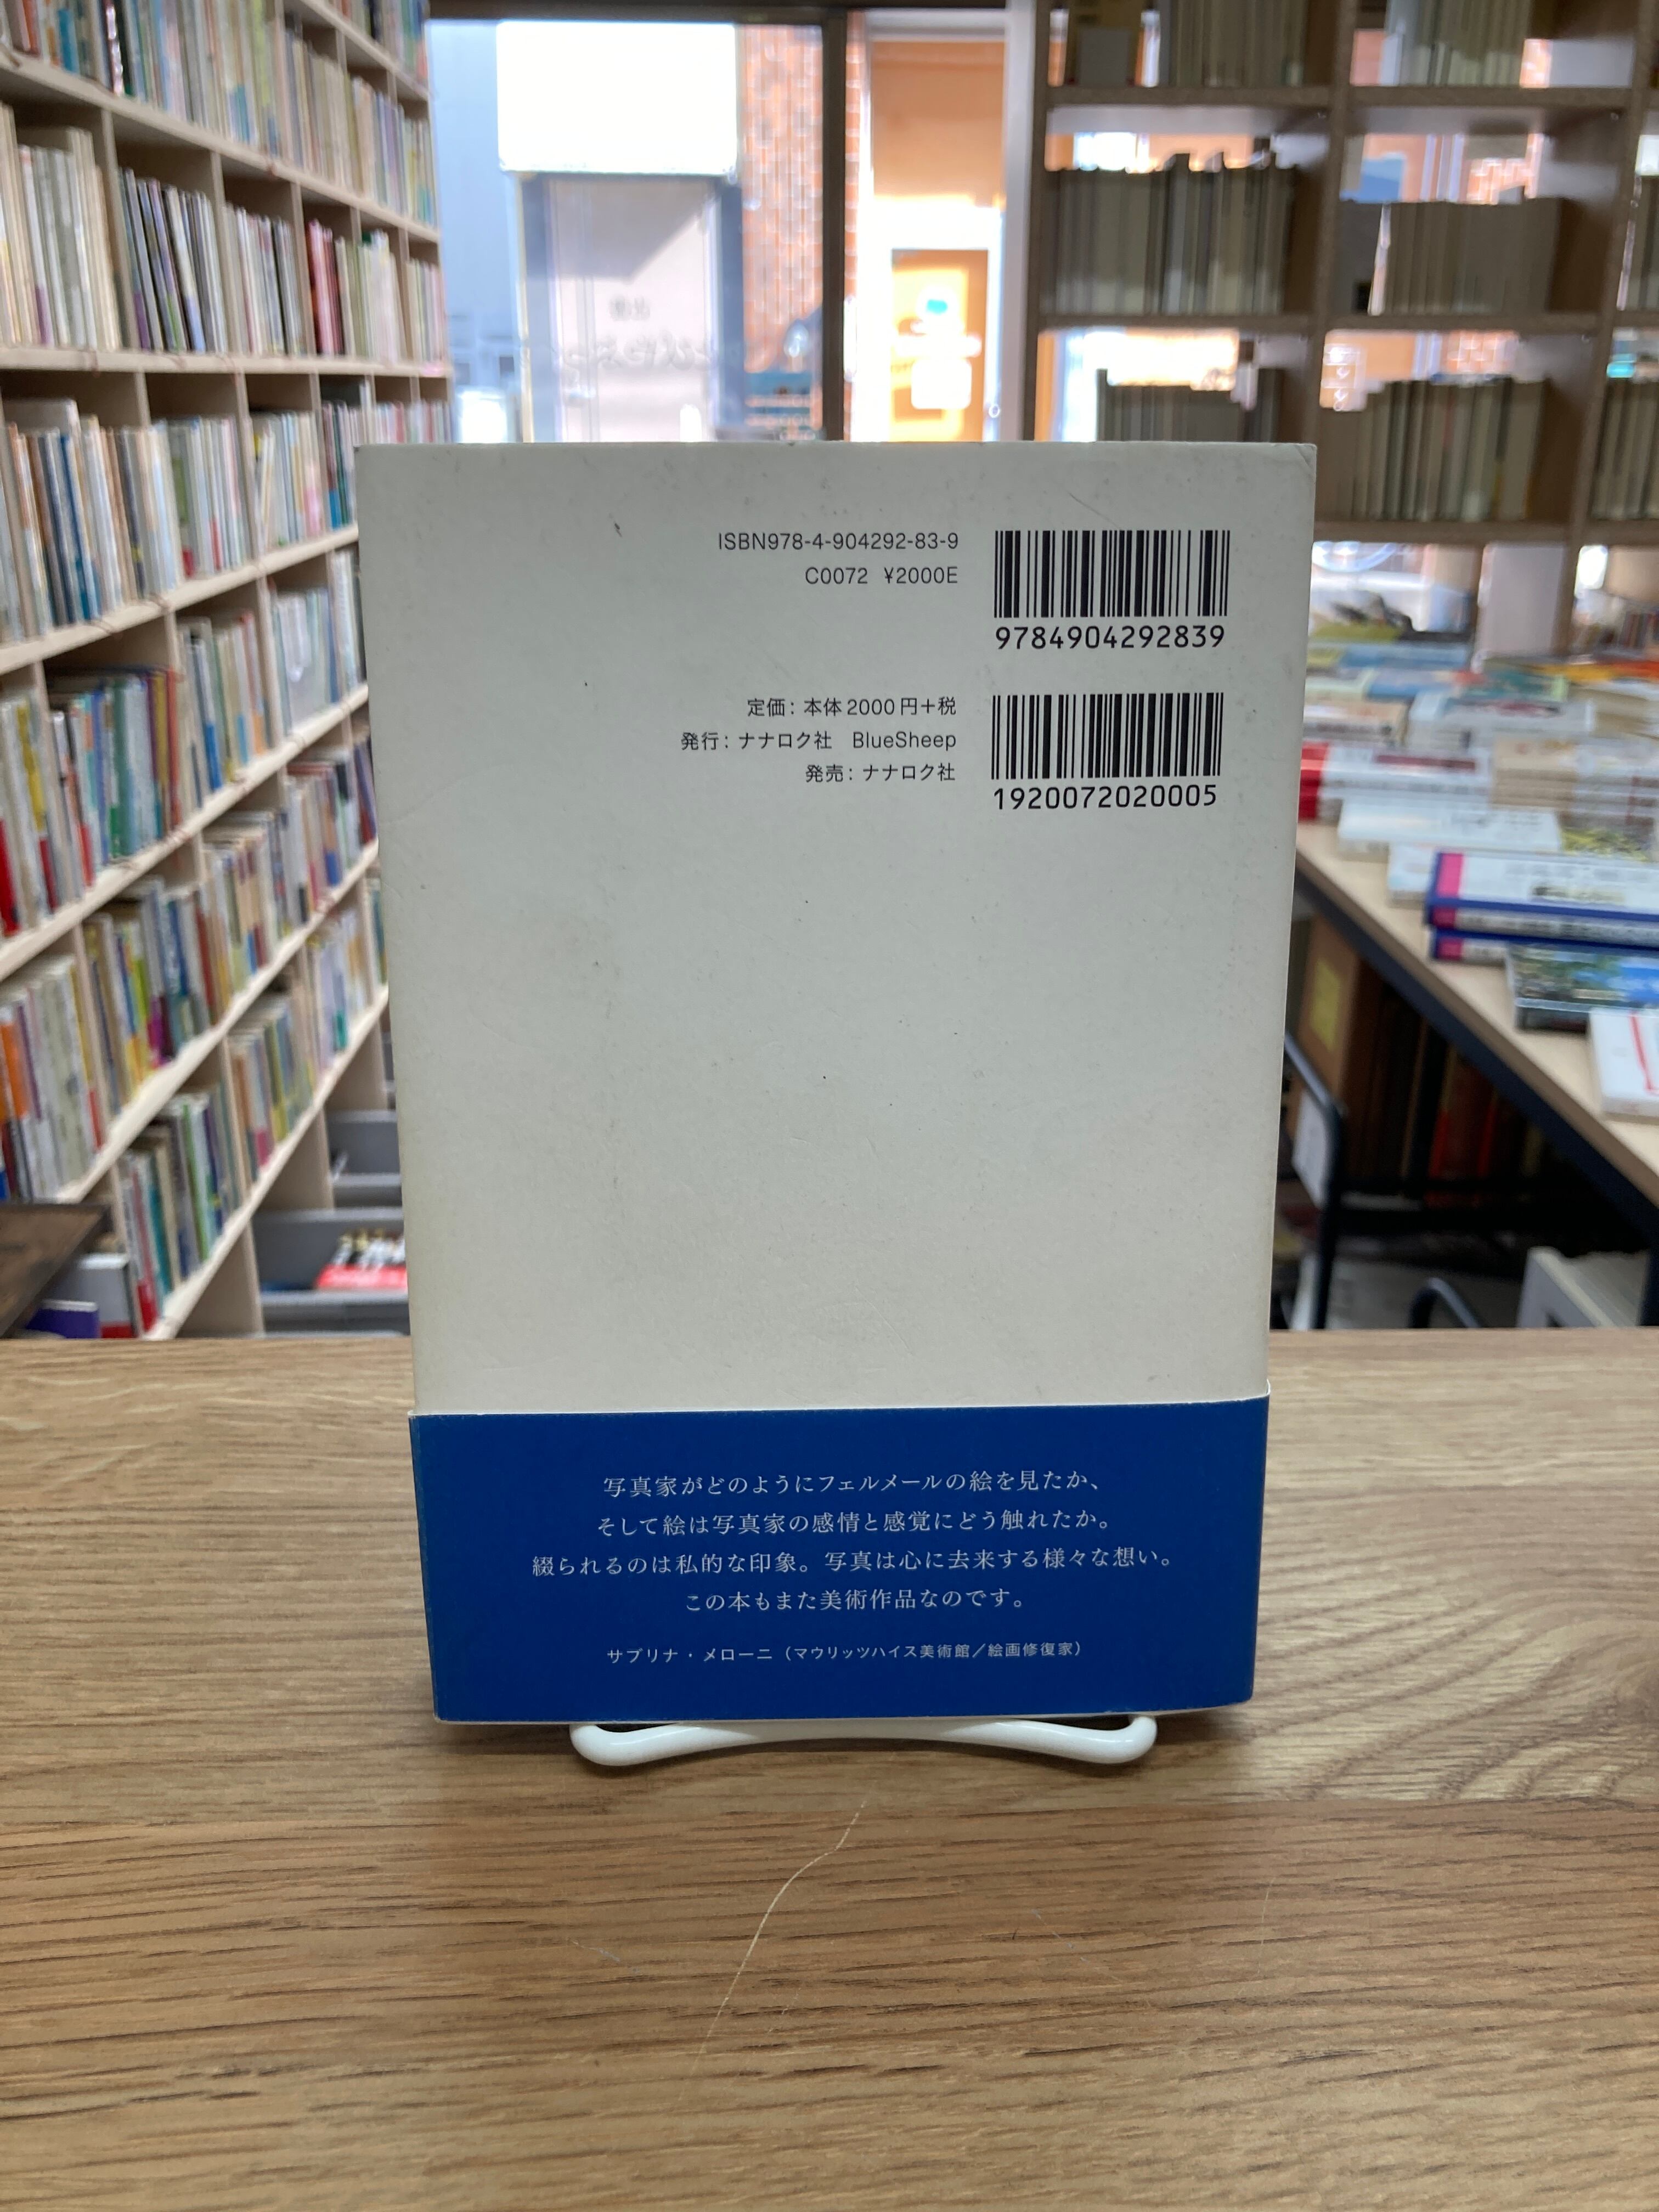 ISBN978-4-904292-83-9
C0072 ¥2000E
9784904292839
定価：本体2000円＋税
発行：ナナロク社　BlueSheep
発売：ナナロク社
1920072020005
写真家がどのようにフェルメールの絵を見たか、
そして絵は写真家の感情と感覚にどう触れたか。
綴られるのは私的な印象。写真は心に去来する様々な想い。
この本もまた美術作品なのです。
サブリナ・メローニ（マウリッツハイス美術館／絵画修復家）